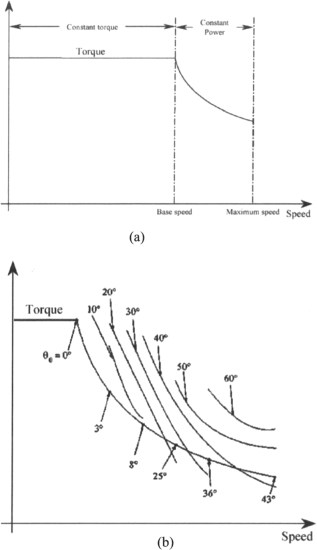 Constant torque
Constant
Power
Torque
Base speed
Maximum speed
Speed
(a)
Torque
10°
20°
30°
40°
50°
60°
θ₀ = 0°
3°
8°
25°
36°
43°
Speed
(b)